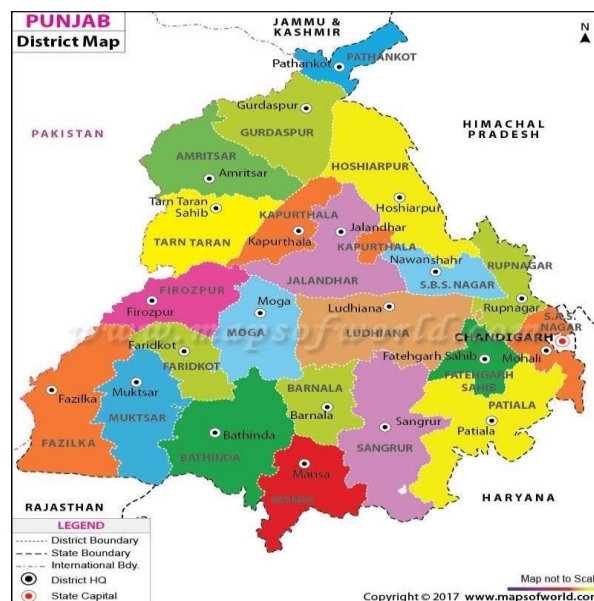 PUNJAB
District Map
JAMMU &
KASHMIR
N
Pathankot
PATHANKOT
Gurdaspur
GURDASPUR
PAKISTAN
HIMACHAL
PRADESH
AMRITSAR
Amritsar
HOSHIARPUR
Hoshiarpur
Tarn Taran
Sahib
TARN TARAN
KAPURTHALA
Kapurthala
Jalandhar
KAPURTHALA
JALANDHAR
Nawanshahr
S.B.S. NAGAR
RUPNAGAR
Rupnagar
FIROZPUR
Firozpur
Moga
MOGA
Ludhiana
LUDHIANA
S.A.S.
NAGAR
CHANDIGARH
Mohali
www.mapsofworld.com
Faridkot
FARIDKOT
Fatehgarh Sahib
FATEHGARH
SAHIB
Fazilka
FAZILKA
Muktsar
MUKTSAR
Bathinda
BATHINDA
BARNALA
Barnala
Sangrur
SANGRUR
PATIALA
Patiala
Mansa
RAJASTHAN
HARYANA
LEGEND
District Boundary
State Boundary
International Bdy.
District HQ
State Capital
Map not to Scal
Copyright © 2017 www.mapsofworld.com